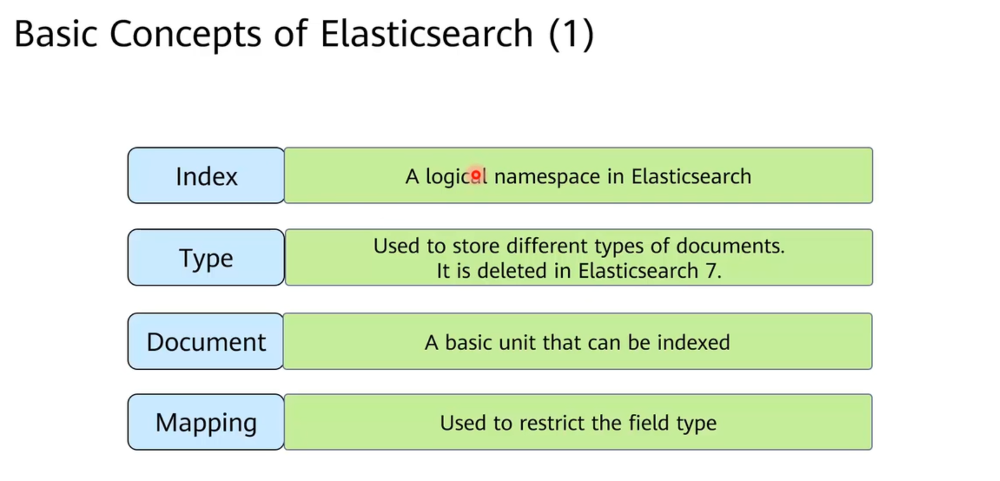 Basic Concepts of Elasticsearch (1)
Index
A logical namespace in Elasticsearch
Type
Used to store different types of documents.
It is deleted in Elasticsearch 7.
Document
A basic unit that can be indexed
Mapping
Used to restrict the field type